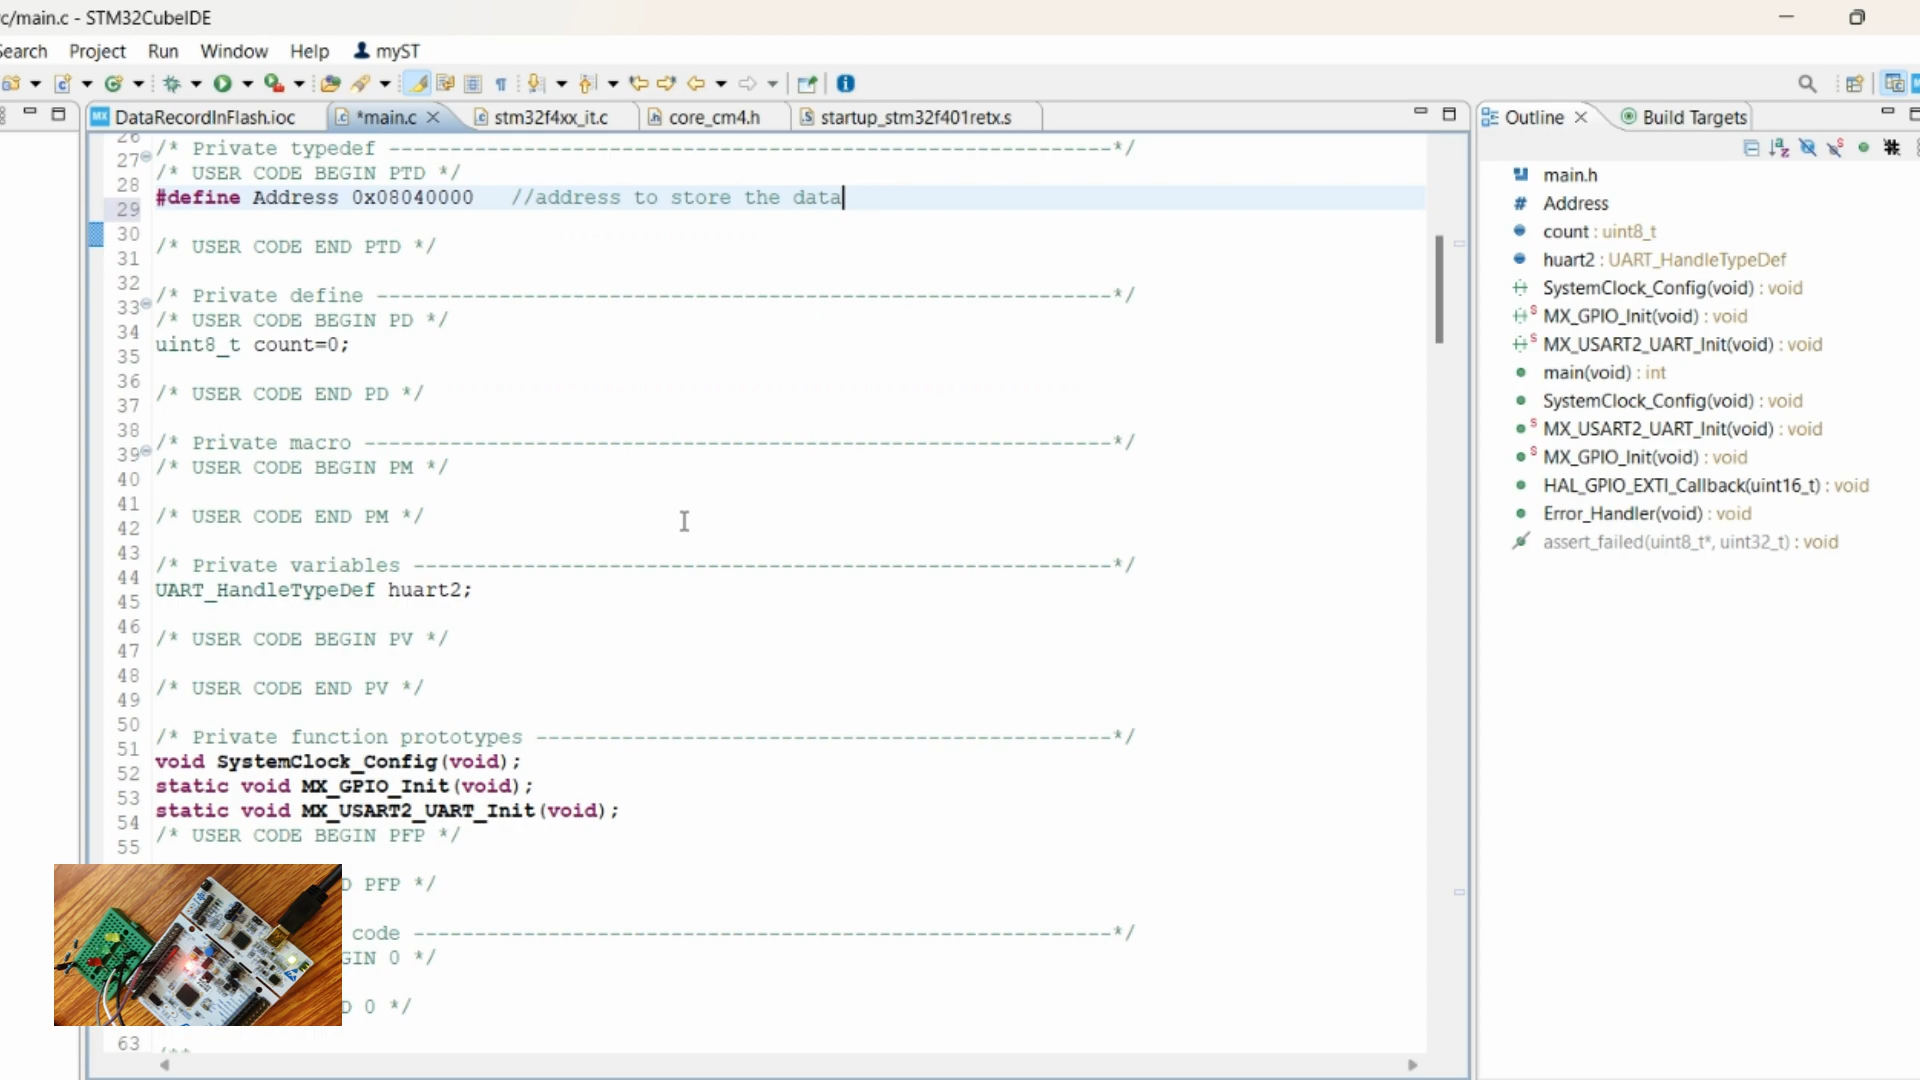 c/main.c - STM32CubeIDE
Search Project Run Window Help myST
DataRecordInFlash.ioc *main.c stm32f4xx_it.c core_cm4.h startup_stm32f401retx.s
Outline Build Targets
26
27 /* Private typedef -----------------------------------------------------------*/
28 /* USER CODE BEGIN PTD */
29 #define Address 0x08040000   //address to store the data
30
31 /* USER CODE END PTD */
32
33 /* Private define ------------------------------------------------------------*/
34 /* USER CODE BEGIN PD */
35 uint8_t count=0;
36
37 /* USER CODE END PD */
38
39 /* Private macro -------------------------------------------------------------*/
40 /* USER CODE BEGIN PM */
41
42 /* USER CODE END PM */
43
44 /* Private variables ---------------------------------------------------------*/
45 UART_HandleTypeDef huart2;
46
47 /* USER CODE BEGIN PV */
48
49 /* USER CODE END PV */
50
51 /* Private function prototypes -----------------------------------------------*/
52 void SystemClock_Config(void);
53 static void MX_GPIO_Init(void);
54 static void MX_USART2_UART_Init(void);
55 /* USER CODE BEGIN PFP */
D PFP */
code ---------------------------------------------------------*/
GIN 0 */
D 0 */
63
/**
main.h
Address
count : uint8_t
huart2 : UART_HandleTypeDef
SystemClock_Config(void) : void
MX_GPIO_Init(void) : void
MX_USART2_UART_Init(void) : void
main(void) : int
SystemClock_Config(void) : void
MX_USART2_UART_Init(void) : void
MX_GPIO_Init(void) : void
HAL_GPIO_EXTI_Callback(uint16_t) : void
Error_Handler(void) : void
assert_failed(uint8_t*, uint32_t) : void